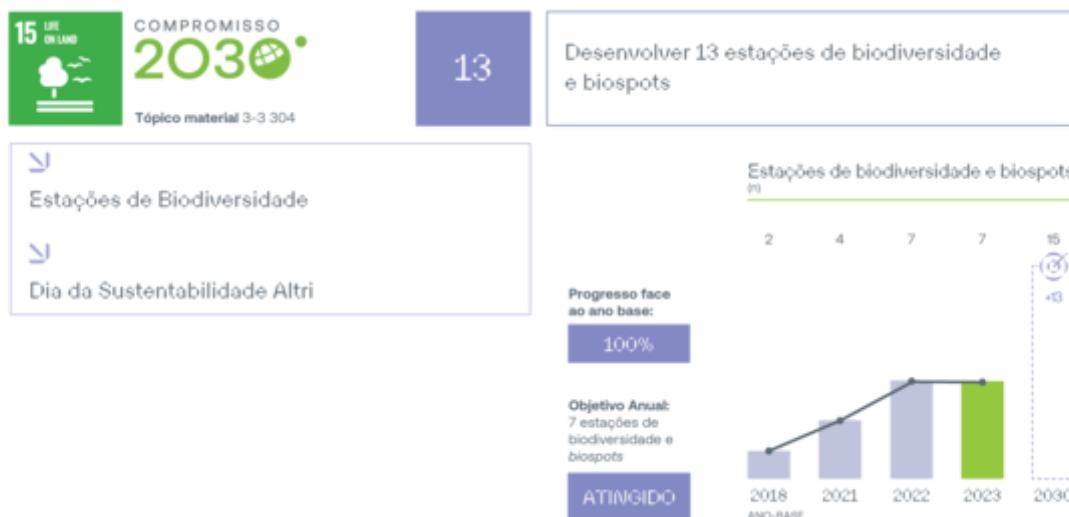 15 LIFE
ON LAND
COMPROMISSO
2030
Tópico material 3-3 304
13
Desenvolver 13 estações de biodiversidade
e biospots
Estações de Biodiversidade
Dia da Sustentabilidade Altri
Estações de biodiversidade e biospots
(n)
2 4 7 7 15
+13
Progresso face
ao ano base:
100%
Objetivo Anual:
7 estações de
biodiversidade e
biospots
ATINGIDO
2018 2021 2022 2023 2030
ANO-BASE